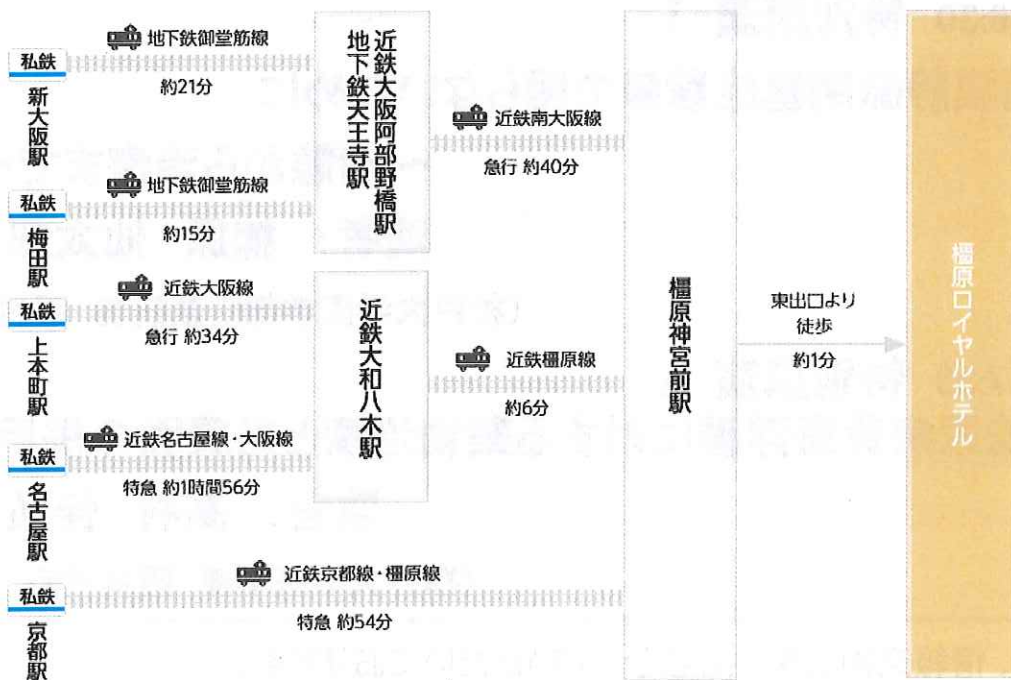 地下鉄御堂筋線
私鉄
約21分
新大阪駅
地下鉄御堂筋線
私鉄
約15分
梅田駅
近鉄大阪阿部野橋駅
地下鉄天王寺駅
近鉄南大阪線
急行 約40分
近鉄大阪線
私鉄
急行 約34分
上本町駅
近鉄名古屋線・大阪線
私鉄
特急 約1時間56分
名古屋駅
近鉄大和八木駅
近鉄橿原線
約6分
近鉄京都線・橿原線
私鉄
特急 約54分
京都駅
橿原神宮前駅
東出口より
徒歩
約1分
橿原ロイヤルホテル